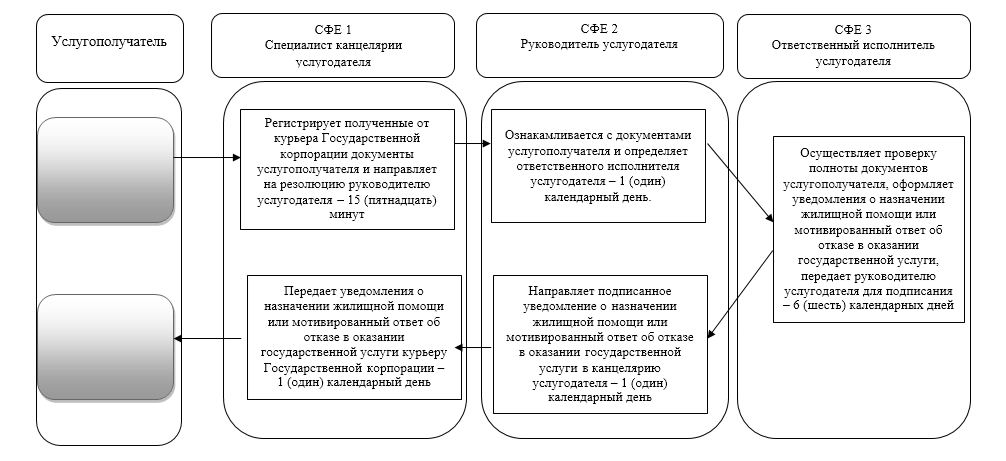 Услугополучатель
СФЕ 1
Специалист канцелярии
услугодателя
СФЕ 2
Руководитель услугодателя
СФЕ 3
Ответственный исполнитель
услугодателя
Регистрирует полученные от
курьера Государственной
корпорации документы
услугополучателя и направляет
на резолюцию руководителю
услугодателя – 15 (пятнадцать)
минут
Ознакамливается с документами
услугополучателя и определяет
ответственного исполнителя
услугодателя – 1 (один)
календарный день.
Осуществляет проверку
полноты документов
услугополучателя, оформляет
уведомления о назначении
жилищной помощи или
мотивированный ответ об
отказе в оказании
государственной услуги,
передает руководителю
услугодателя для подписания
– 6 (шесть) календарных дней
Направляет подписанное
уведомление о назначении
жилищной помощи или
мотивированный ответ об отказе
в оказании государственной
услуги в канцелярию
услугодателя – 1 (один)
календарный день
Передает уведомления о
назначении жилищной помощи
или мотивированный ответ об
отказе в оказании
государственной услуги курьеру
Государственной корпорации –
1 (один) календарный день